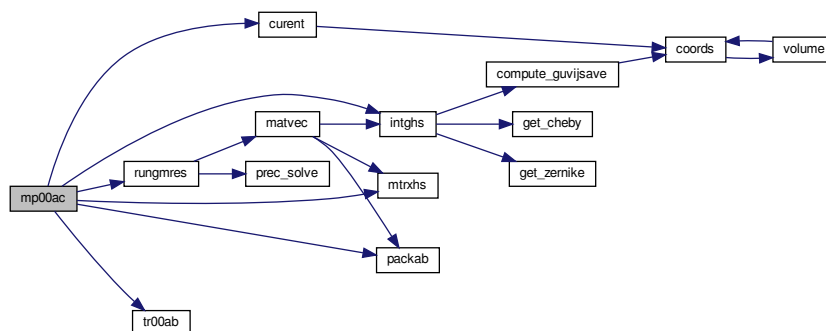 curent
coords
volume
compute_guvijsave
matvec
intghs
get_cheby
rungmres
prec_solve
get_zernike
mtrxhs
mp00ac
packab
tr00ab